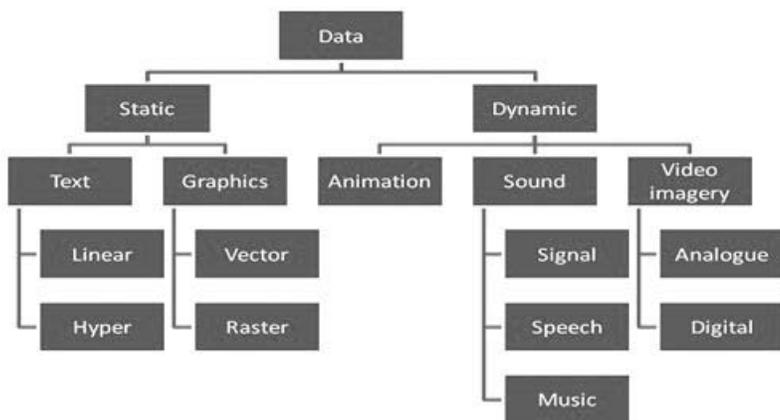 Data
Static
Dynamic
Text
Graphics
Animation
Sound
Video
imagery
Linear
Vector
Signal
Analogue
Hyper
Raster
Speech
Digital
Music